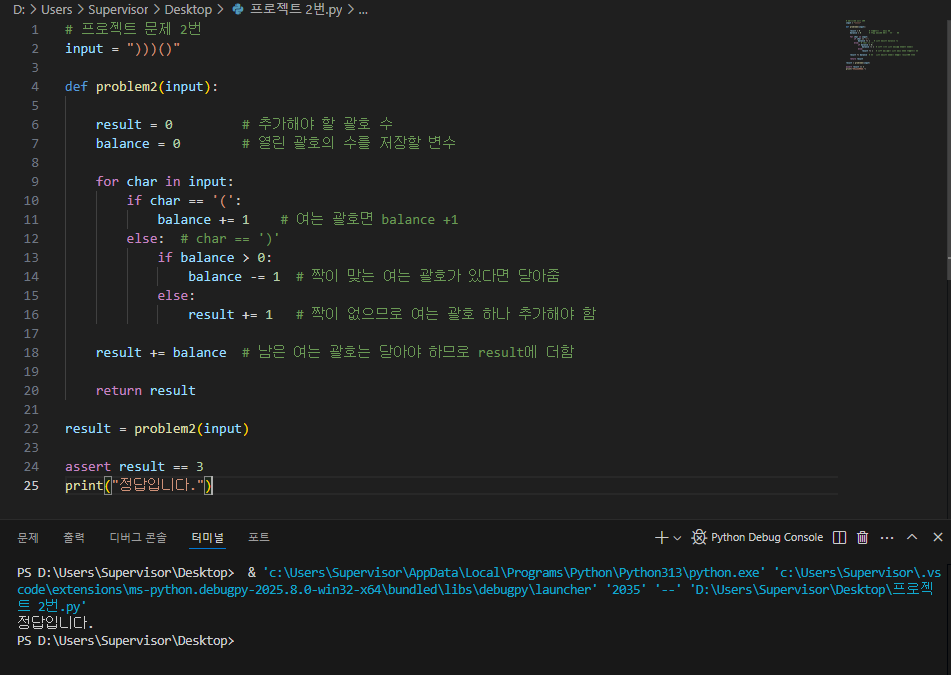 D: > Users > Supervisor > Desktop > 프로젝트 2번.py > ...
1 # 프로젝트 문제 2번
2 input = ")))()"
3
4 def problem2(input):
5
6 result = 0 # 추가해야 할 괄호 수
7 balance = 0 # 열린 괄호의 수를 저장할 변수
8
9 for char in input:
10 if char == '(':
11 balance += 1 # 여는 괄호면 balance +1
12 else: # char == ')'
13 if balance > 0:
14 balance -= 1 # 짝이 맞는 여는 괄호가 있다면 닫아줌
15 else:
16 result += 1 # 짝이 없으므로 여는 괄호 하나 추가해야 함
17
18 result += balance # 남은 여는 괄호는 닫아야 하므로 result에 더함
19
20 return result
21
22 result = problem2(input)
23
24 assert result == 3
25 print("정답입니다.")
문제 출력 디버그 콘솔 터미널 포트 Python Debug Console
PS D:\Users\Supervisor\Desktop> & 'c:\Users\Supervisor\AppData\Local\Programs\Python\Python313\python.exe' 'c:\Users\Supervisor\.vs
code\extensions\ms-python.debugpy-2025.8.0-win32-x64\bundled\libs\debugpy\launcher' '2035' '--' 'D:\Users\Supervisor\Desktop\프로젝
트 2번.py'
정답입니다.
PS D:\Users\Supervisor\Desktop>